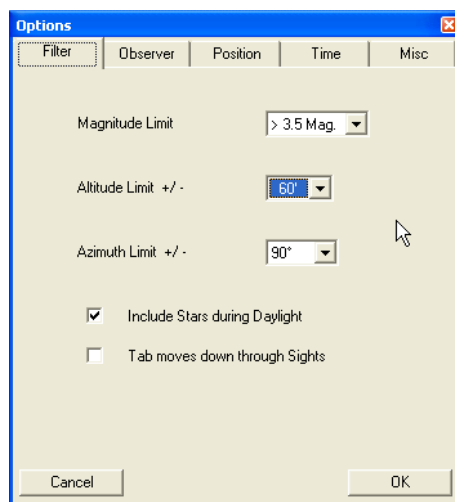 Options
Filter Observer Position Time Misc
Magnitude Limit > 3.5 Mag.
Altitude Limit +/- 60'
Azimuth Limit +/- 90°
Include Stars during Daylight
Tab moves down through Sights
Cancel OK